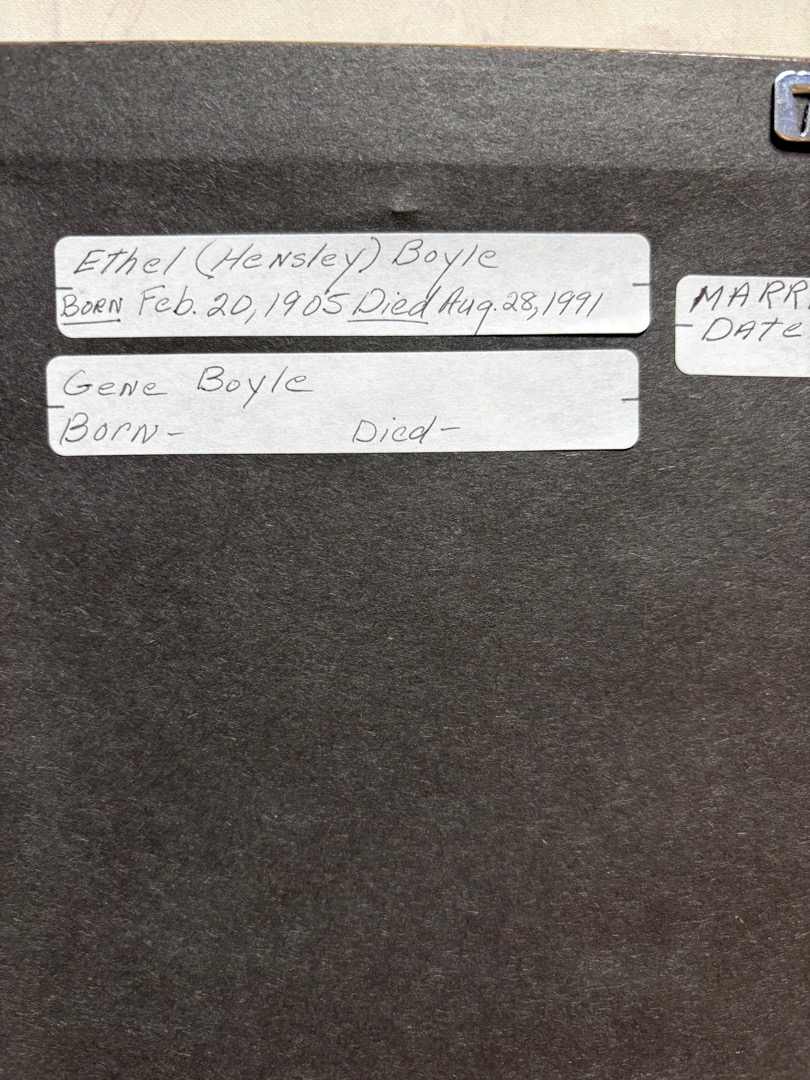 Ethel (Hensley) Boyle
BORN Feb. 20, 1905 Died Aug. 28, 1991
Gene Boyle
Born- Died-
MARR
DATe